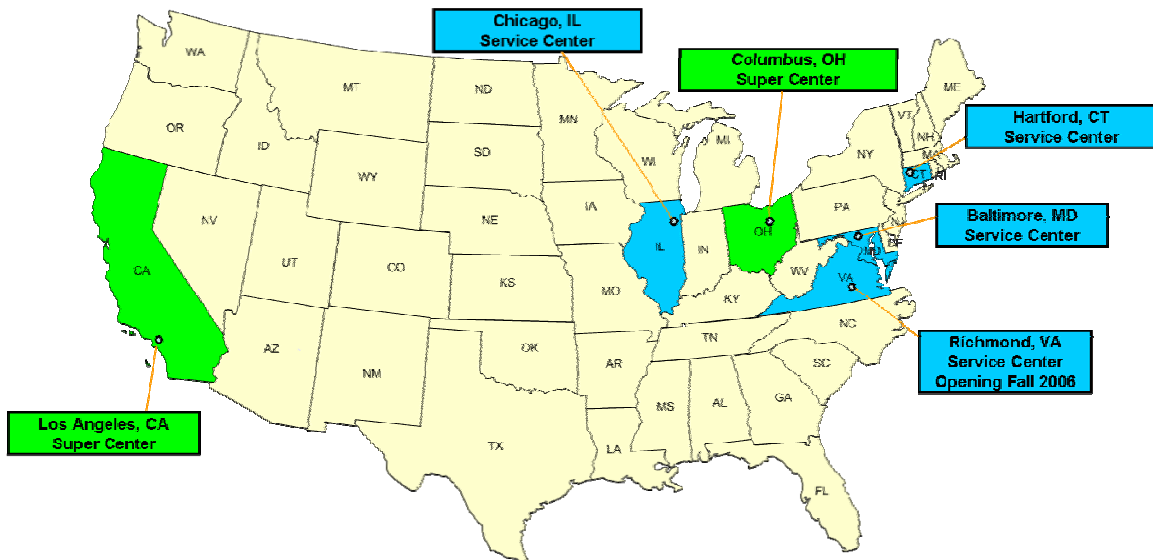 Chicago, IL
Service Center
Columbus, OH
Super Center
Hartford, CT
Service Center
Baltimore, MD
Service Center
Richmond, VA
Service Center
Opening Fall 2006
Los Angeles, CA
Super Center
WA
MT
ND
MN
ME
VT
NH
OR
ID
SD
WI
MI
NY
MA
CT
RI
WY
IA
PA
NJ
NV
NE
IL
IN
OH
DE
MD
CA
UT
CO
KS
MO
WV
VA
KY
AZ
NM
OK
AR
TN
NC
SC
MS
AL
GA
TX
LA
FL